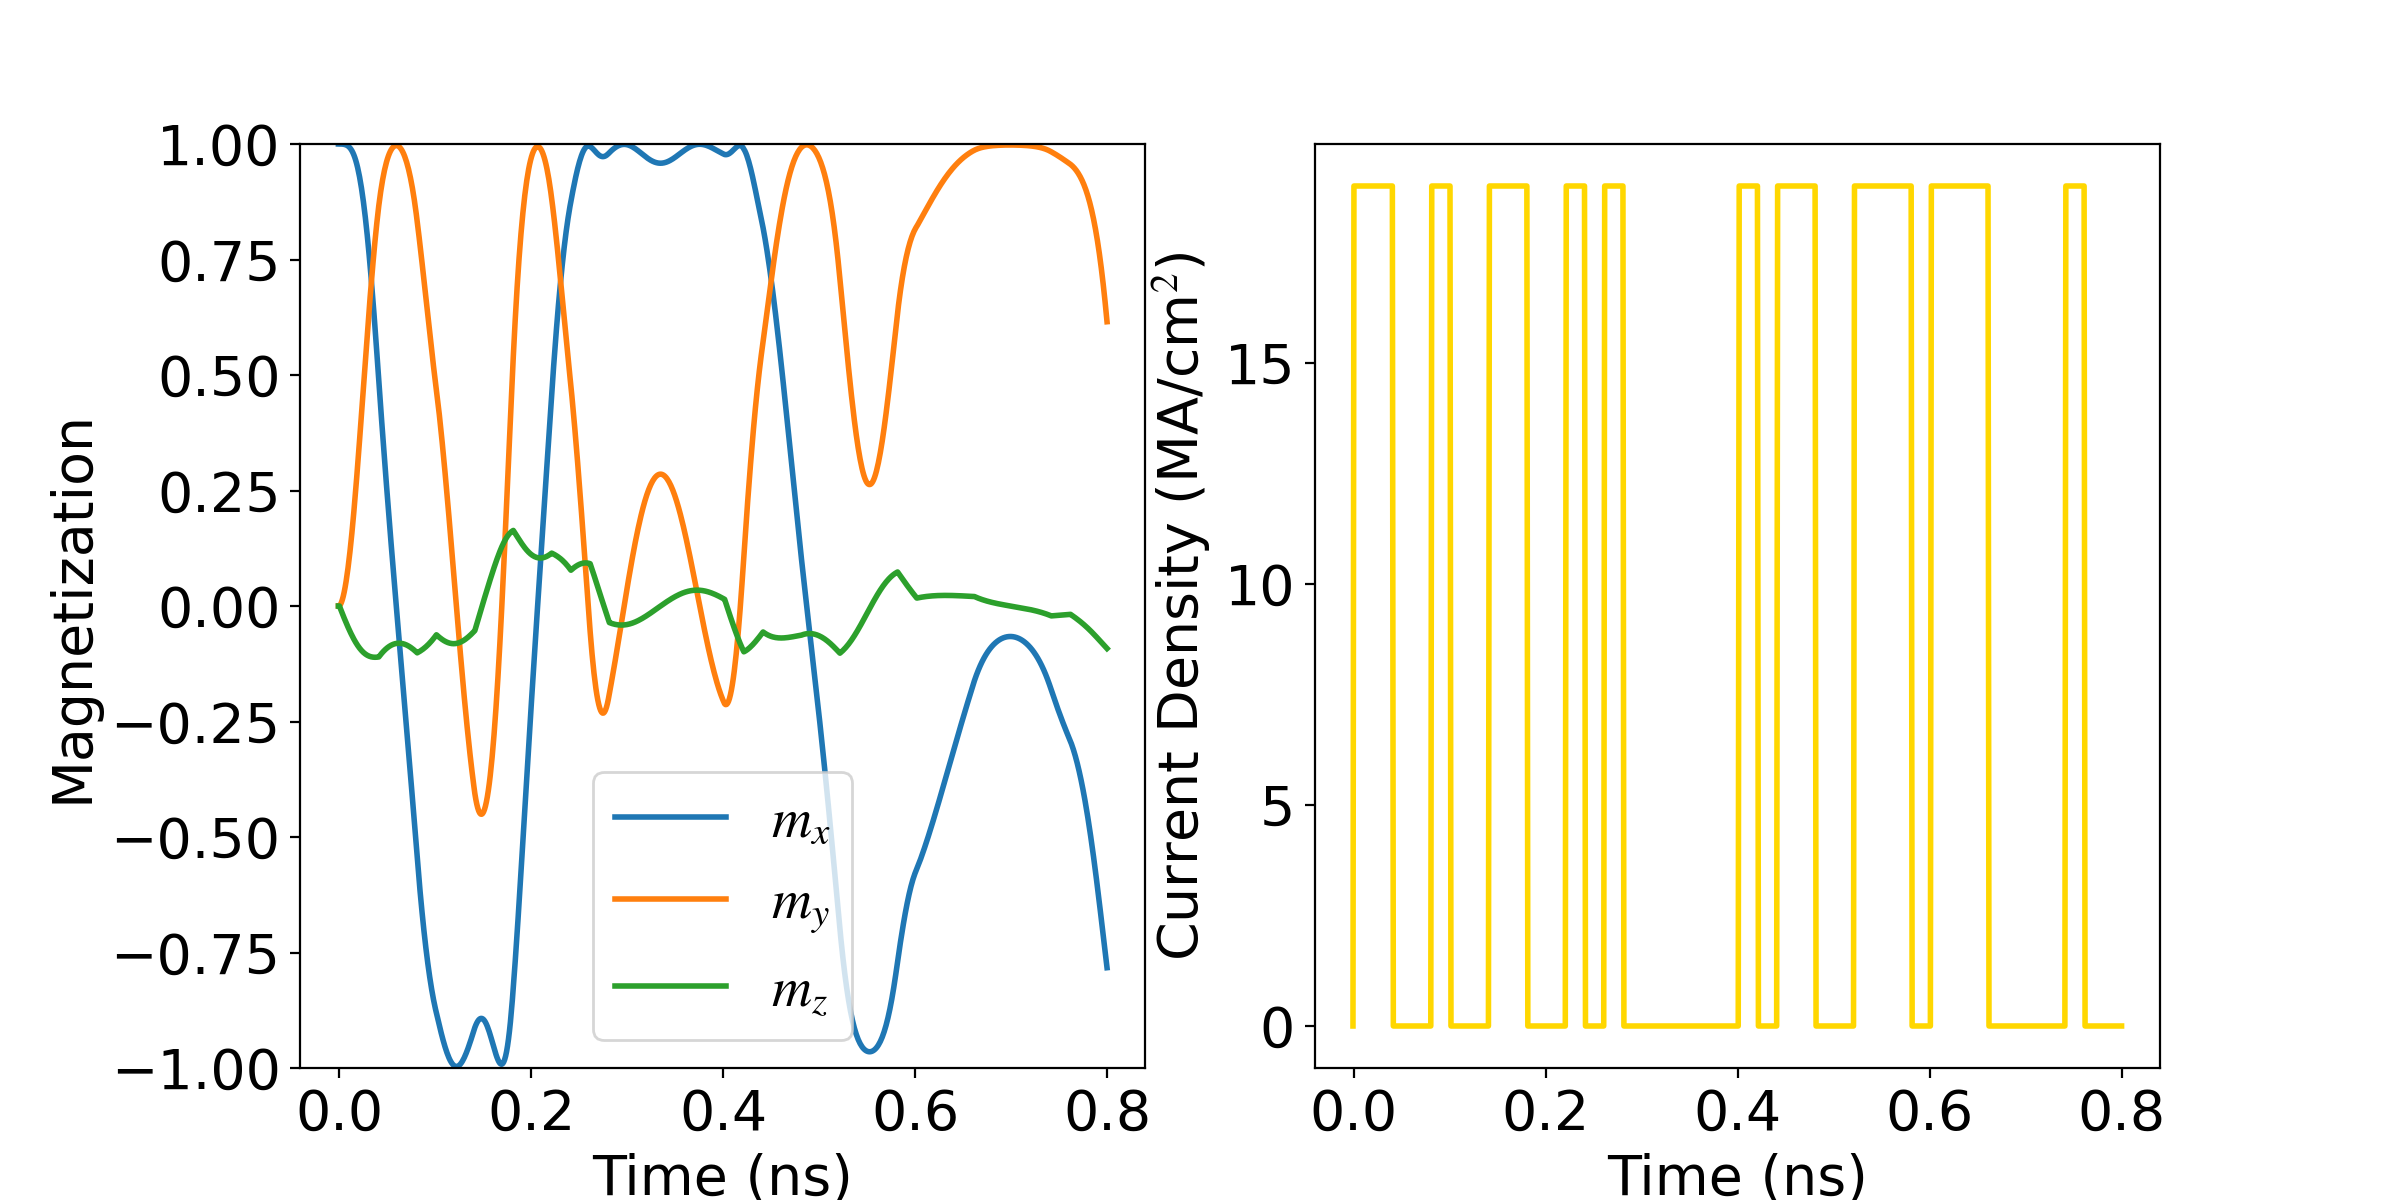 Magnetization
1.00
0.75
0.50
0.25
0.00
−0.25
−0.50
−0.75
−1.00
m_x
m_y
m_z
0.0 0.2 0.4 0.6 0.8
Time (ns)
Current Density (MA/cm²)
15
10
5
0
0.0 0.2 0.4 0.6 0.8
Time (ns)